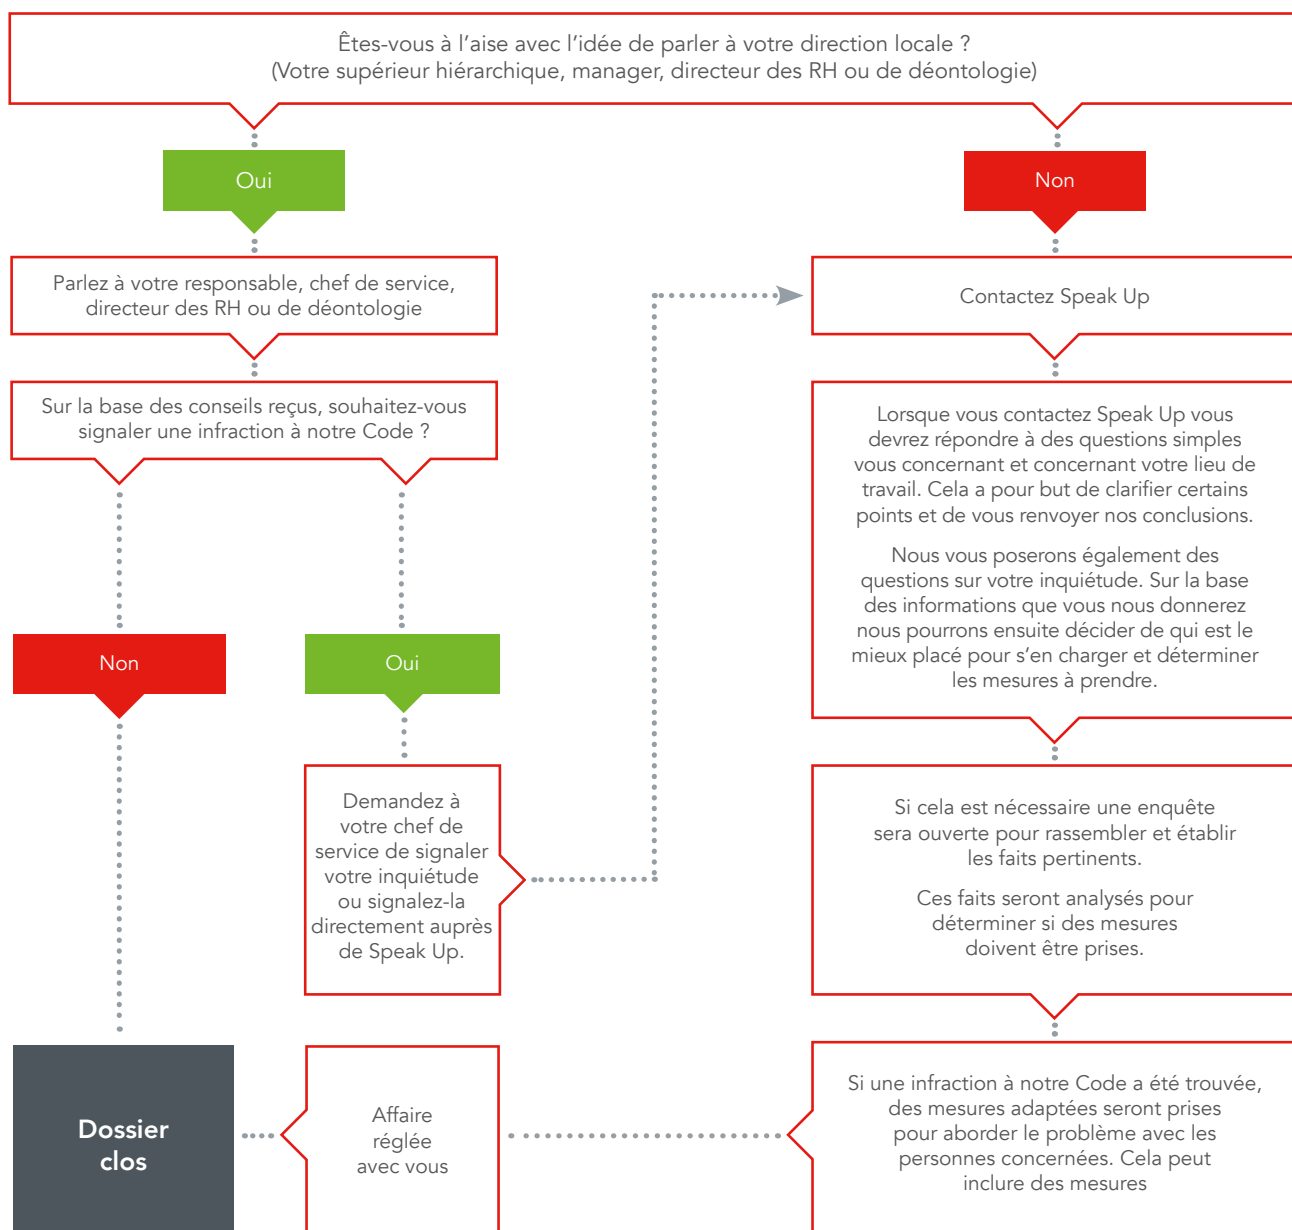 Êtes-vous à l’aise avec l’idée de parler à votre direction locale ?
(Votre supérieur hiérarchique, manager, directeur des RH ou de déontologie)
Oui
Non
Parlez à votre responsable, chef de service,
directeur des RH ou de déontologie
Contactez Speak Up
Sur la base des conseils reçus, souhaitez-vous
signaler une infraction à notre Code ?
Lorsque vous contactez Speak Up vous
devrez répondre à des questions simples
vous concernant et concernant votre lieu de
travail. Cela a pour but de clarifier certains
points et de vous renvoyer nos conclusions.
Nous vous poserons également des
questions sur votre inquiétude. Sur la base
des informations que vous nous donnerez
nous pourrons ensuite décider de qui est le
mieux placé pour s’en charger et déterminer
les mesures à prendre.
Non
Oui
Demandez à
votre chef de
service de signaler
votre inquiétude
ou signalez-la
directement auprès
de Speak Up.
Si cela est nécessaire une enquête
sera ouverte pour rassembler et établir
les faits pertinents.
Ces faits seront analysés pour
déterminer si des mesures
doivent être prises.
Si une infraction à notre Code a été trouvée,
des mesures adaptées seront prises
pour aborder le problème avec les
personnes concernées. Cela peut
inclure des mesures
Affaire
réglée
avec vous
Dossier
clos